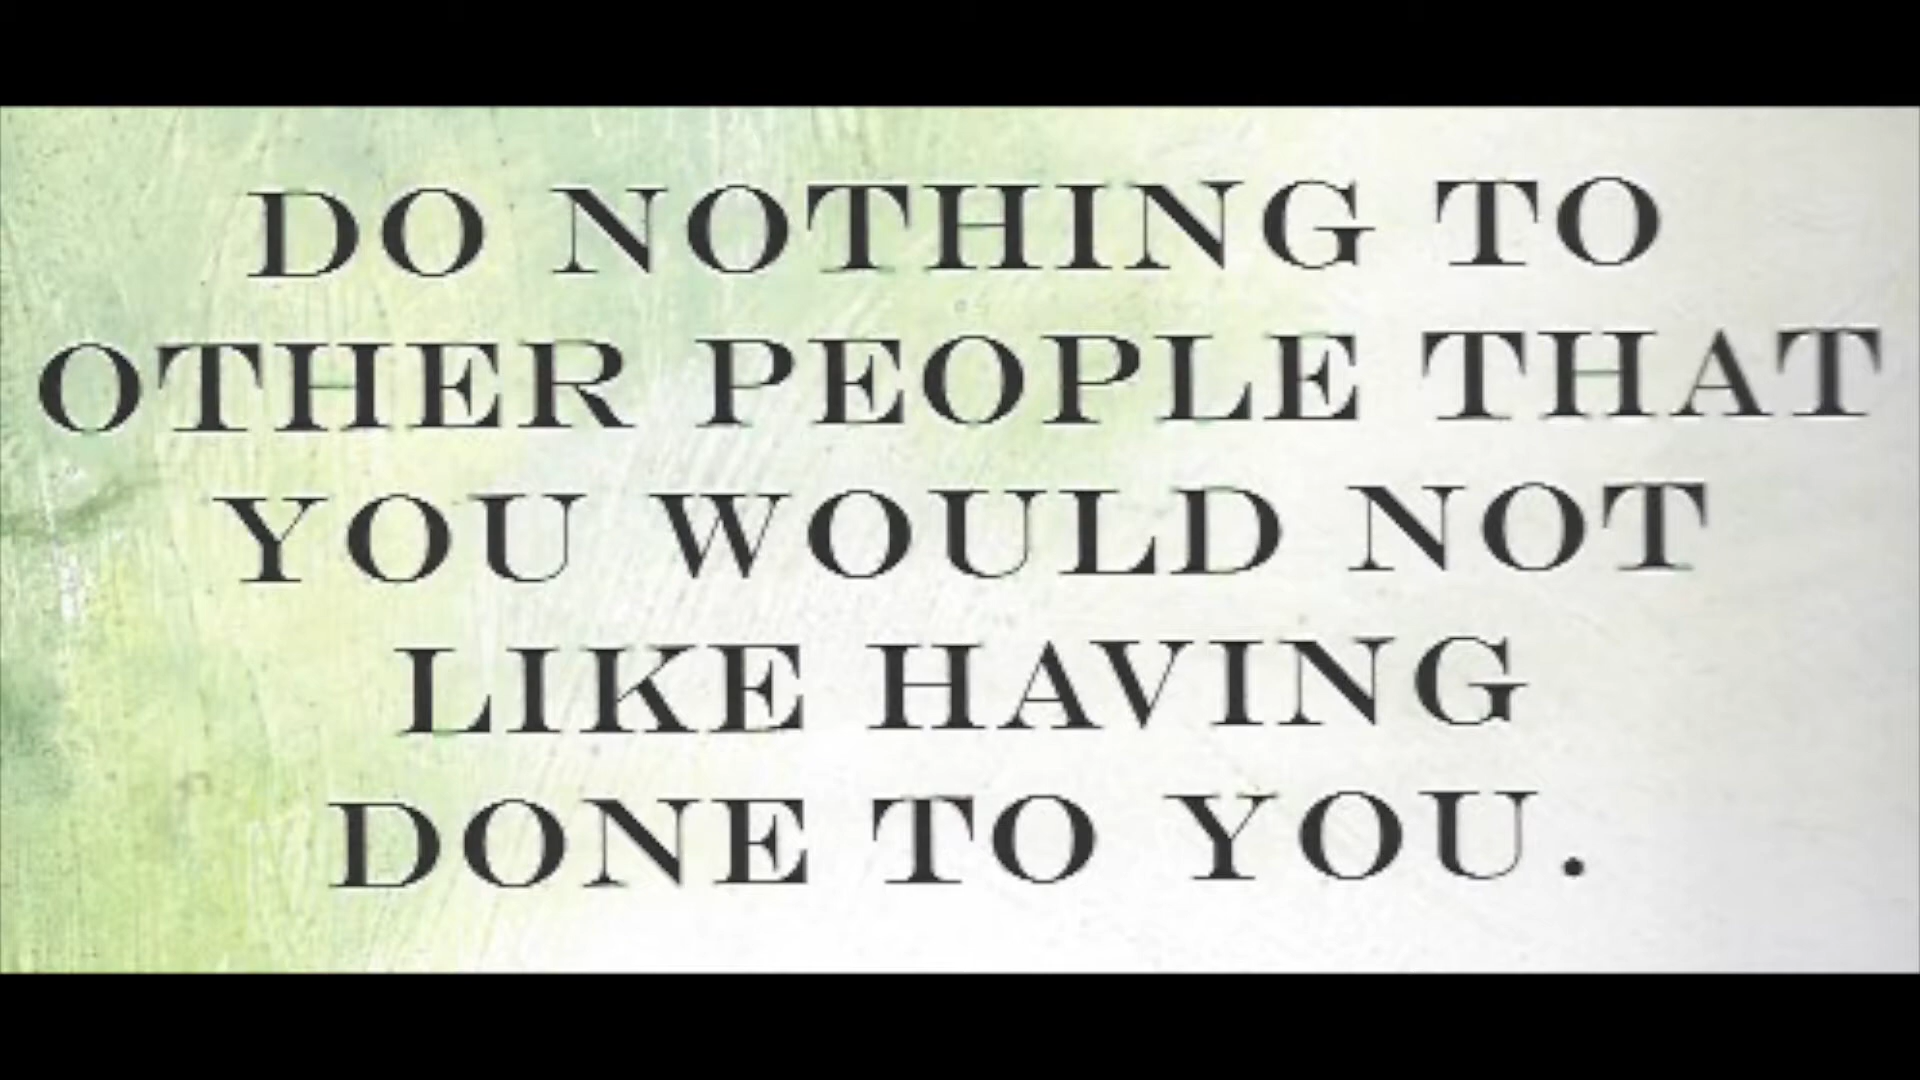 DO NOTHING TO
OTHER PEOPLE THAT
YOU WOULD NOT
LIKE HAVING
DONE TO YOU.